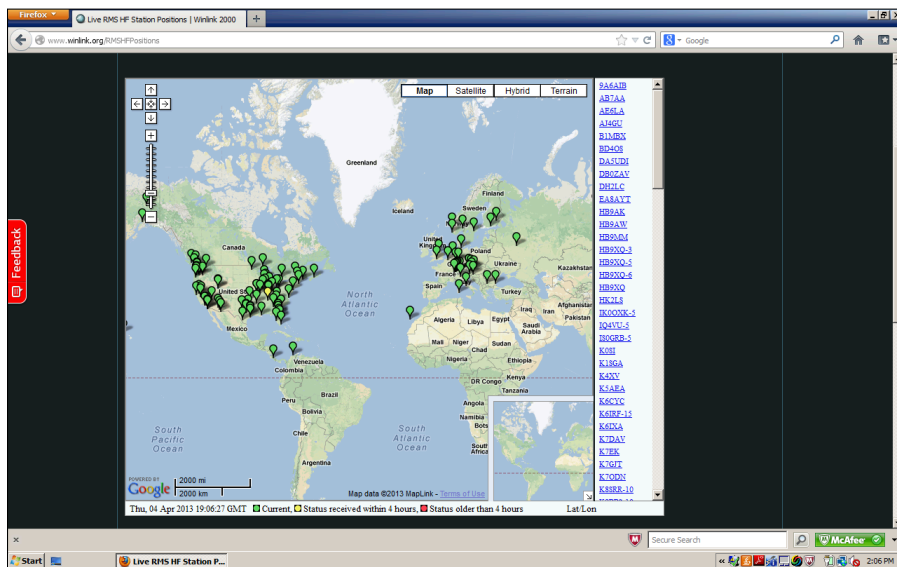 Firefox
Live RMS HF Station Positions | Winlink 2000
www.winlink.org/RMSHFPositions
Google
Feedback
Map
Satellite
Hybrid
Terrain
Greenland
Iceland
Finland
Sweden
Canada
United
Poland
Ukraine
Kazakhstan
France
Spain
Turkey
United
North
Atlantic
Ocean
Afghanistan
Iraq
Iran
Pakistan
Algeria
Libya
Egypt
Saudi
Arabia
Mexico
Mali
Niger
Chad
Sudan
Nigeria
Ethiopia
Venezuela
Colombia
Kenya
DR Congo
Tanzania
Brazil
Peru
Angola
Bolivia
Namibia
Bots
South
Pacific
Ocean
Chile
South
Atlantic
Ocean
South
Africa
Argentina
POWERED BY
Google
2000 mi
2000 km
Map data ©2013 MapLink - Terms of Use
9A6AIB
AB7AA
AE6LA
AJ4GU
B1MBX
BD4OS
DA5UDI
DB0ZAV
DH2LC
EA8AYT
HB9AK
HB9AW
HB9MM
HB9XQ-3
HB9XQ-5
HB9XQ-6
HB9XQ
HK2LS
IK0OXK-5
IQ4VU-5
IS0GRB-5
K0SI
K1SGA
K4XV
K5AEA
K6CYC
K6IRF-15
K6IXA
K7DAV
K7EK
K7GJT
K7ODN
K8SRR-10
Thu, 04 Apr 2013 19:06:27 GMT Current, Status received within 4 hours, Status older than 4 hours Lat/Lon
Secure Search
McAfee
Start
Live RMS HF Station P...
2:06 PM